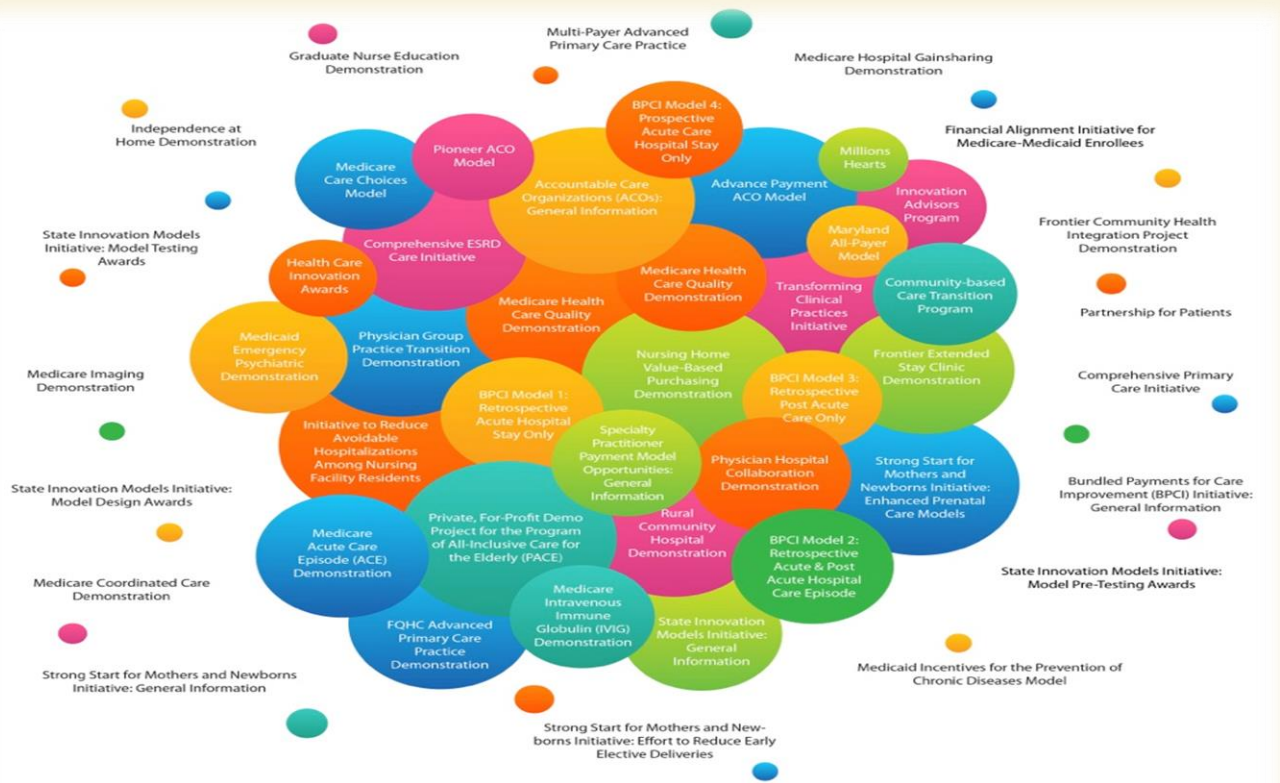 Multi-Payer Advanced
Primary Care Practice
Graduate Nurse Education
Demonstration
Medicare Hospital Gainsharing
Demonstration
Independence at
Home Demonstration
Financial Alignment Initiative for
Medicare-Medicaid Enrollees
State Innovation Models
Initiative: Model Testing
Awards
Frontier Community Health
Integration Project
Demonstration
Partnership for Patients
Medicare Imaging
Demonstration
Comprehensive Primary
Care Initiative
State Innovation Models Initiative:
Model Design Awards
Bundled Payments for Care
Improvement (BPCI) Initiative:
General Information
Medicare Coordinated Care
Demonstration
State Innovation Models Initiative:
Model Pre-Testing Awards
Strong Start for Mothers and Newborns
Initiative: General Information
Medicaid Incentives for the Prevention of
Chronic Diseases Model
Strong Start for Mothers and New-
borns Initiative: Effort to Reduce Early
Elective Deliveries
BPCI Model 4:
Prospective
Acute Care
Hospital Stay
Only
Pioneer ACO
Model
Medicare
Care Choices
Model
Accountable Care
Organizations (ACOs):
General Information
Advance Payment
ACO Model
Millions
Hearts
Innovation
Advisors
Program
Comprehensive ESRD
Care Initiative
Maryland
All-Payer
Model
Health Care
Innovation
Awards
Medicare Health
Care Quality
Demonstration
Medicare Health
Care Quality
Demonstration
Transforming
Clinical
Practices
Initiative
Community-based
Care Transition
Program
Medicaid
Emergency
Psychiatric
Demonstration
Physician Group
Practice Transition
Demonstration
Nursing Home
Value-Based
Purchasing
Demonstration
Frontier Extended
Stay Clinic
Demonstration
BPCI Model 1:
Retrospective
Acute Hospital
Stay Only
BPCI Model 3:
Retrospective
Post Acute
Care Only
Initiative to Reduce
Avoidable
Hospitalizations
Among Nursing
Facility Residents
Specialty
Practitioner
Payment Model
Opportunities:
General
Information
Physician Hospital
Collaboration
Demonstration
Strong Start for
Mothers and
Newborns Initiative:
Enhanced Prenatal
Care Models
Medicare
Acute Care
Episode (ACE)
Demonstration
Private, For-Profit Demo
Project for the Program
of All-Inclusive Care for
the Elderly (PACE)
Rural
Community
Hospital
Demonstration
BPCI Model 2:
Retrospective
Acute & Post
Acute Hospital
Care Episode
FQHC Advanced
Primary Care
Practice
Demonstration
Medicare
Intravenous
Immune
Globulin (IVIG)
Demonstration
State Innovation
Models Initiative:
General
Information